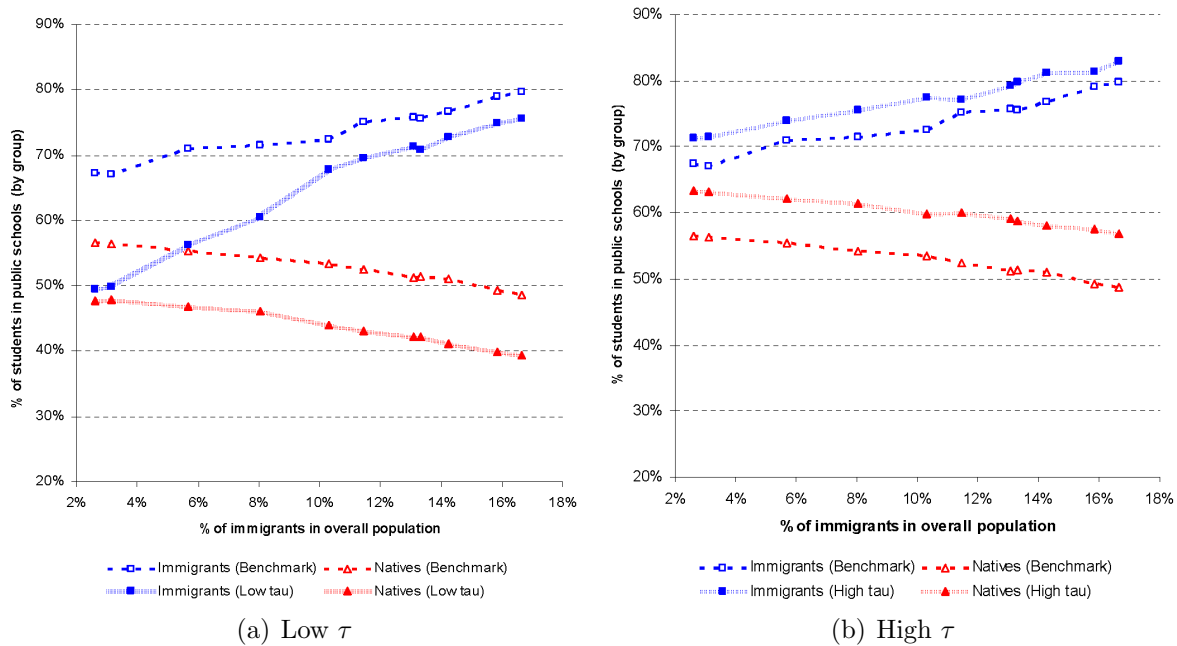 90%
80%
70%
60%
50%
40%
30%
20%
% of students in public schools (by group)
2% 4% 6% 8% 10% 12% 14% 16% 18%
% of immigrants in overall population
Immigrants (Benchmark) Natives (Benchmark)
Immigrants (Low tau) Natives (Low tau)
(a) Low τ
90%
80%
70%
60%
50%
40%
30%
20%
% of students in public schools (by group)
2% 4% 6% 8% 10% 12% 14% 16% 18%
% of immigrants in overall population
Immigrants (Benchmark) Natives (Benchmark)
Immigrants (High tau) Natives (High tau)
(b) High τ